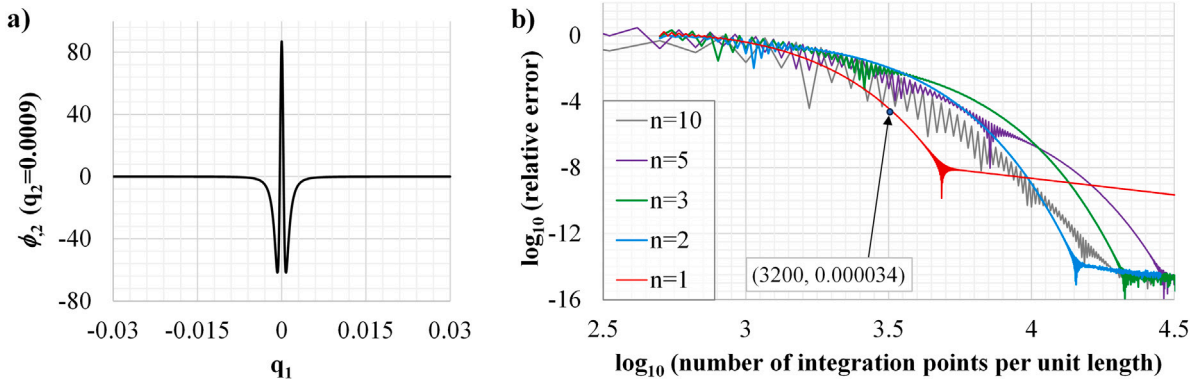 a)
80
40
0
-40
-80
ϕ,2 (q2=0.0009)
-0.03 -0.015 0 0.015 0.03
q1
b)
0
-4
-8
-12
-16
log10 (relative error)
n=10
n=5
n=3
n=2
n=1
(3200, 0.000034)
2.5 3 3.5 4 4.5
log10 (number of integration points per unit length)